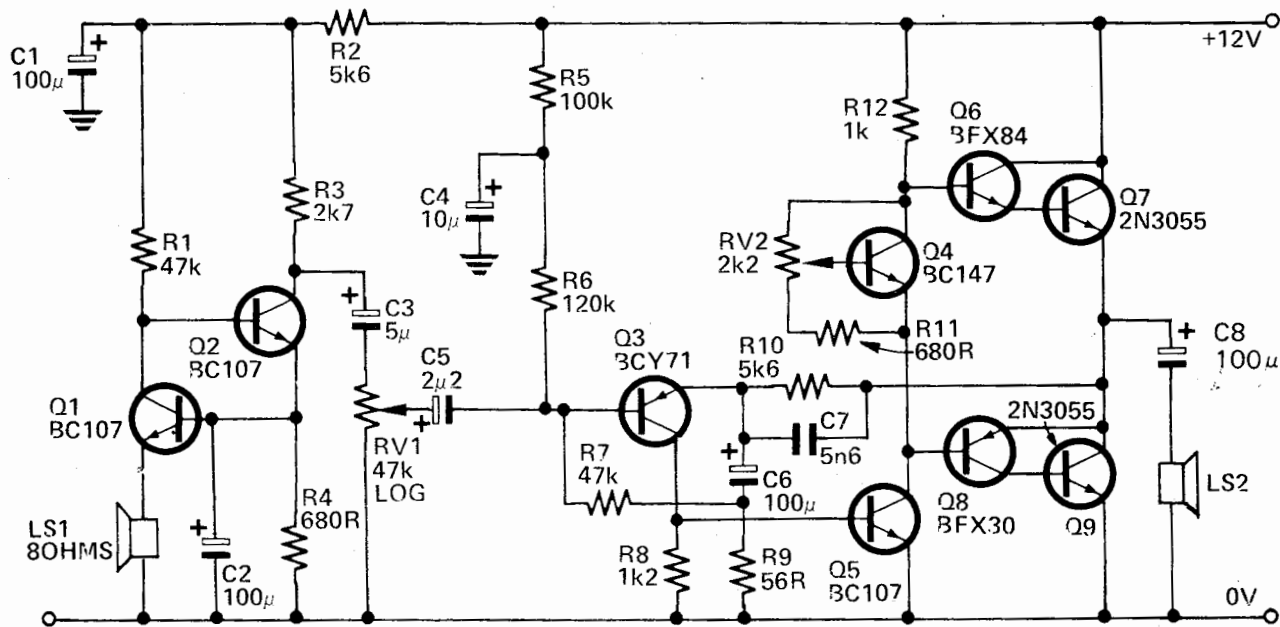 C1
100μ
R2
5k6
R5
100k
R12
1k
Q6
BFX84
+12V
R3
2k7
C4
10μ
Q7
2N3055
R1
47k
RV2
2k2
Q4
BC147
R6
120k
C3
5μ
Q2
BC107
Q3
BCY71
R10
5k6
R11
680R
C8
100μ
C5
2μ2
Q1
BC107
2N3055
C7
5n6
RV1
47k
LOG
R7
47k
C6
100μ
LS2
R4
680R
Q8
BFX30
Q9
LS1
8OHMS
C2
100μ
R8
1k2
R9
56R
Q5
BC107
0V